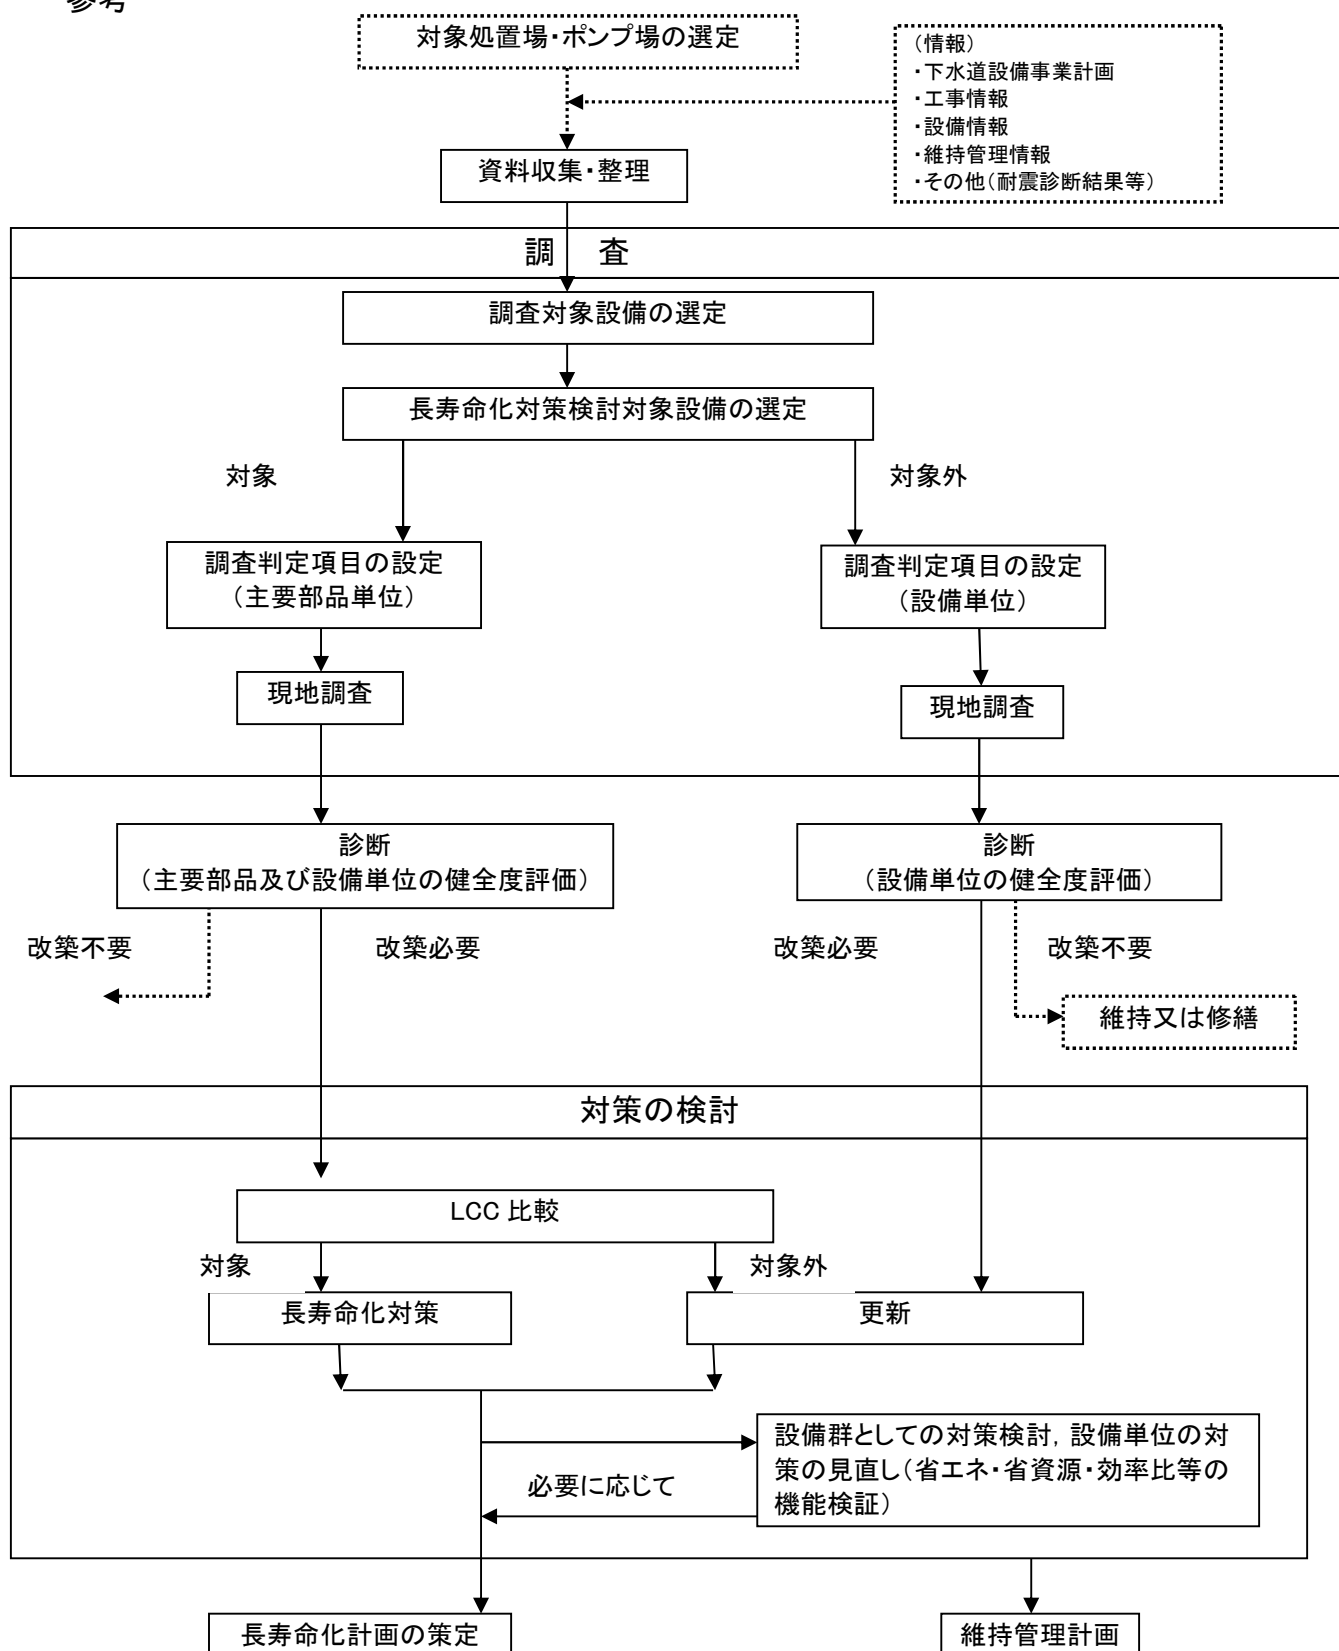 参考
対象処置場・ポンプ場の選定
（情報）
・下水道設備事業計画
・工事情報
・設備情報
・維持管理情報
・その他（耐震診断結果等）
資料収集・整理
調　査
調査対象設備の選定
長寿命化対策検討対象設備の選定
対象
対象外
調査判定項目の設定
（主要部品単位）
調査判定項目の設定
（設備単位）
現地調査
現地調査
診断
（主要部品及び設備単位の健全度評価）
診断
（設備単位の健全度評価）
改築不要
改築必要
改築必要
改築不要
維持又は修繕
対策の検討
LCC 比較
対象
対象外
長寿命化対策
更新
設備群としての対策検討，設備単位の対
策の見直し（省エネ・省資源・効率比等の
機能検証）
必要に応じて
長寿命化計画の策定
維持管理計画